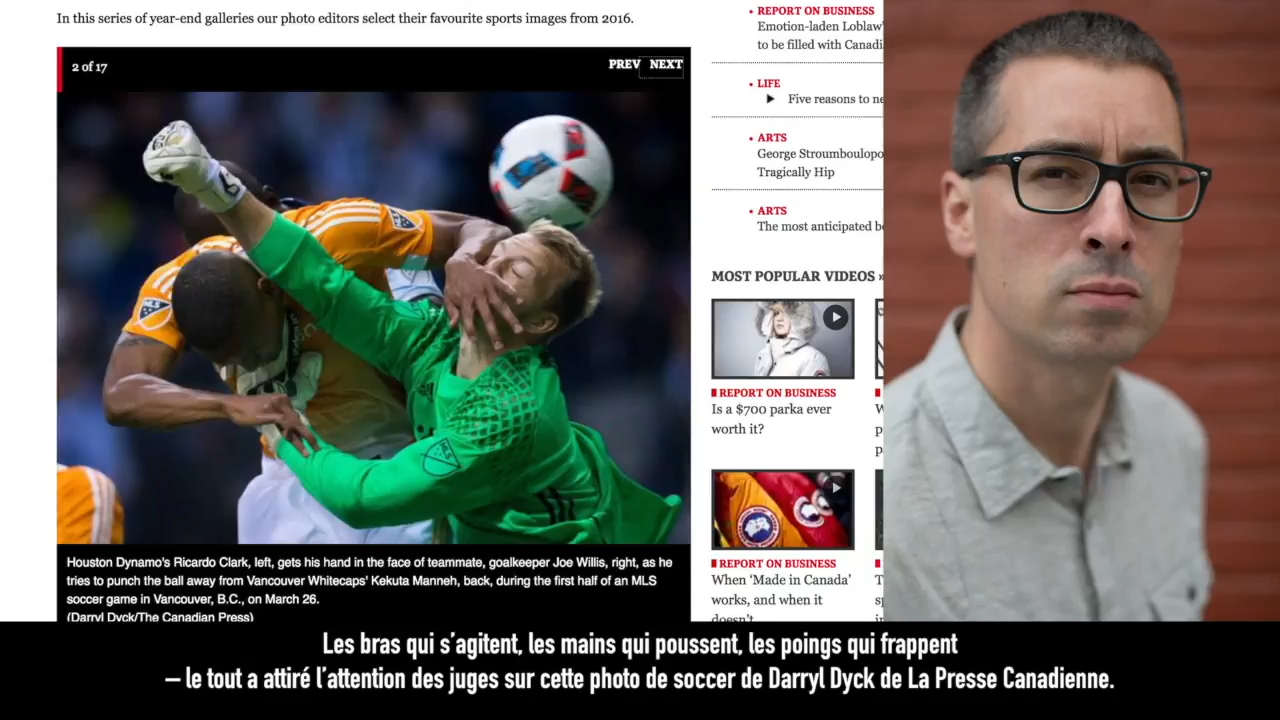 In this series of year-end galleries our photo editors select their favourite sports images from 2016.
2 of 17
PREV NEXT
Houston Dynamo's Ricardo Clark, left, gets his hand in the face of teammate, goalkeeper Joe Willis, right, as he
tries to punch the ball away from Vancouver Whitecaps' Kekuta Manneh, back, during the first half of an MLS
soccer game in Vancouver, B.C., on March 26.
(Darryl Dyck/The Canadian Press)
• REPORT ON BUSINESS
Emotion-laden Loblaw'
to be filled with Canadi
• LIFE
Five reasons to ne
• ARTS
George Stroumboulopo
Tragically Hip
• ARTS
The most anticipated b
MOST POPULAR VIDEOS »
REPORT ON BUSINESS
Is a $700 parka ever
worth it?
REPORT ON BUSINESS
When ‘Made in Canada’
works, and when it
doesn't
Les bras qui s’agitent, les mains qui poussent, les poings qui frappent
– le tout a attiré l’attention des juges sur cette photo de soccer de Darryl Dyck de La Presse Canadienne.